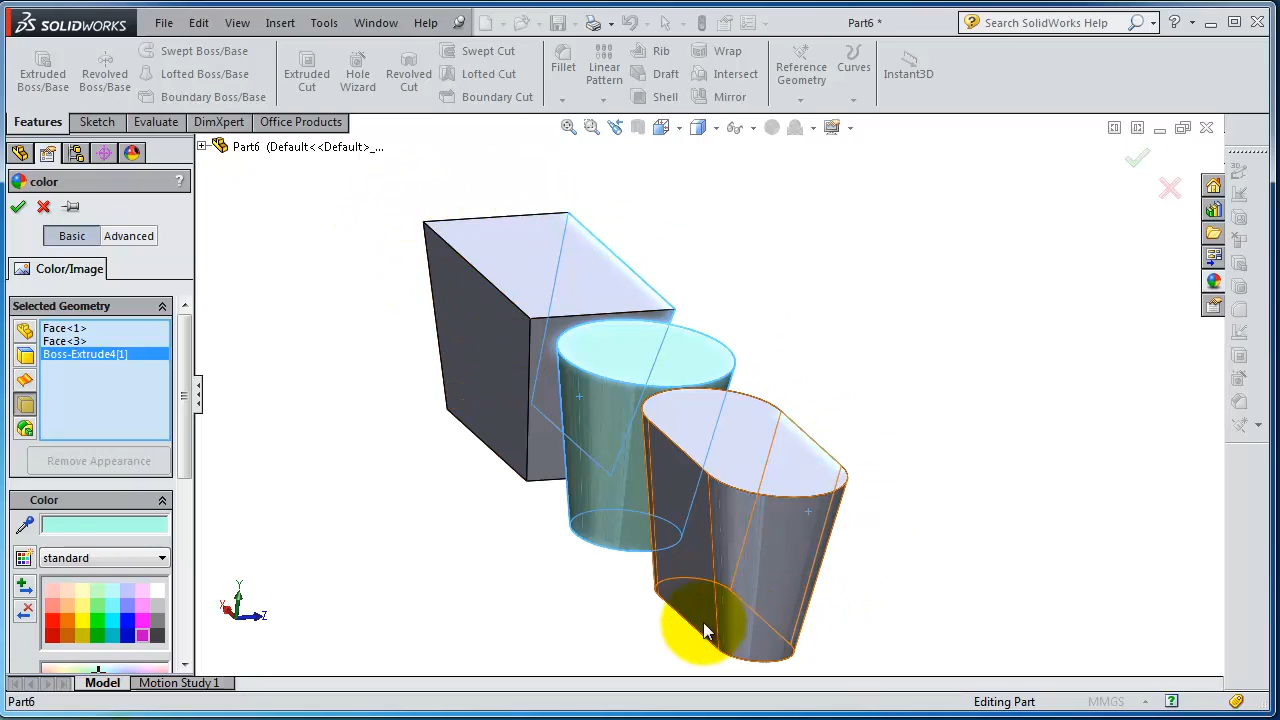 SOLIDWORKS File Edit View Insert Tools Window Help Part6 * Search SolidWorks Help
Extruded Boss/Base
Revolved Boss/Base
Swept Boss/Base
Lofted Boss/Base
Boundary Boss/Base
Extruded Cut
Hole Wizard
Revolved Cut
Swept Cut
Lofted Cut
Boundary Cut
Fillet
Linear Pattern
Rib
Draft
Shell
Wrap
Intersect
Mirror
Reference Geometry
Curves
Instant3D
Features Sketch Evaluate DimXpert Office Products
Part6 (Default<<Default>_...
color ?
Basic Advanced
Color/Image
Selected Geometry
Face<1>
Face<3>
Boss-Extrude4[1]
Remove Appearance
Color
standard
Y
X Z
Model Motion Study 1
Part6 Editing Part MMGS